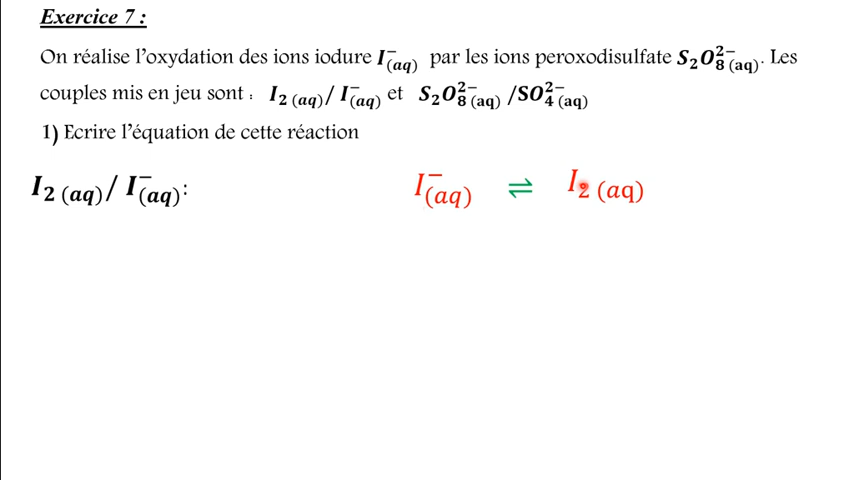 Exercice 7 :
On réalise l'oxydation des ions iodure I⁻(aq) par les ions peroxodisulfate S₂O₈²⁻(aq). Les
couples mis en jeu sont : I₂ (aq)/ I⁻(aq) et S₂O₈²⁻(aq) /SO₄²⁻(aq)
1) Ecrire l'équation de cette réaction
I₂ (aq)/ I⁻(aq): I⁻(aq) ⇌ I₂ (aq)